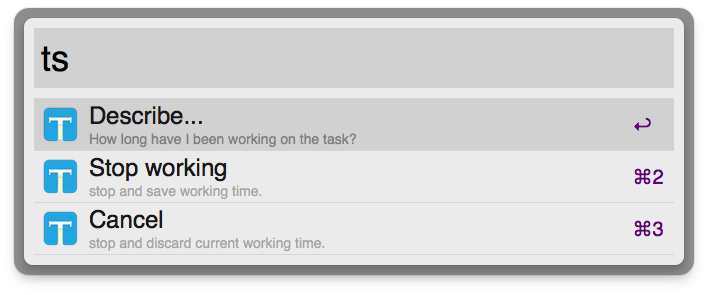 ts
Describe...
How long have I been working on the task?
↩
Stop working
stop and save working time.
⌘2
Cancel
stop and discard current working time.
⌘3